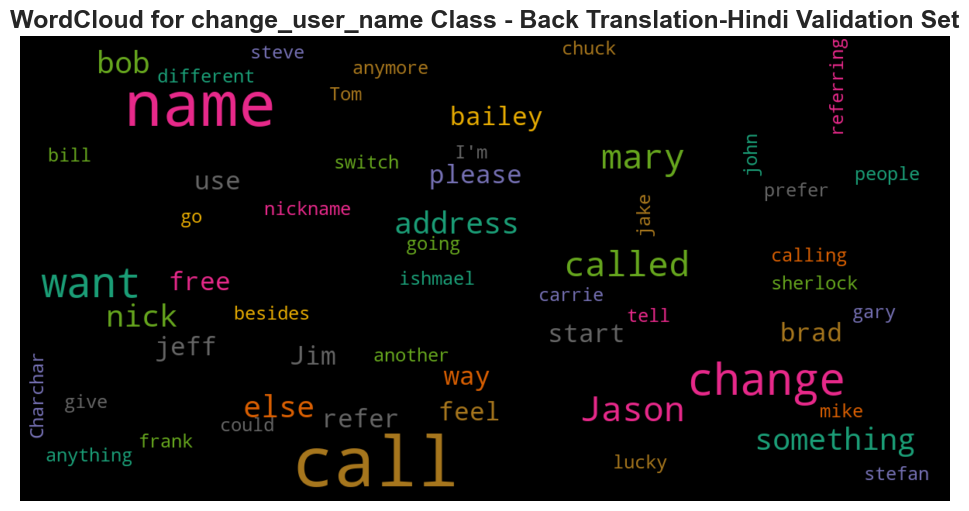 WordCloud for change_user_name Class - Back Translation-Hindi Validation Set
steve
chuck
bob
different
anymore
referring
name
Tom
bailey
bill
switch
I'm
mary
john
use
please
prefer
people
go
nickname
address
jake
going
called
calling
want
free
ishmael
sherlock
nick
besides
carrie
tell
gary
jeff
Jim
another
start
brad
Charchar
give
else
could
refer
way
feel
Jason
change
mike
anything
frank
call
lucky
something
stefan